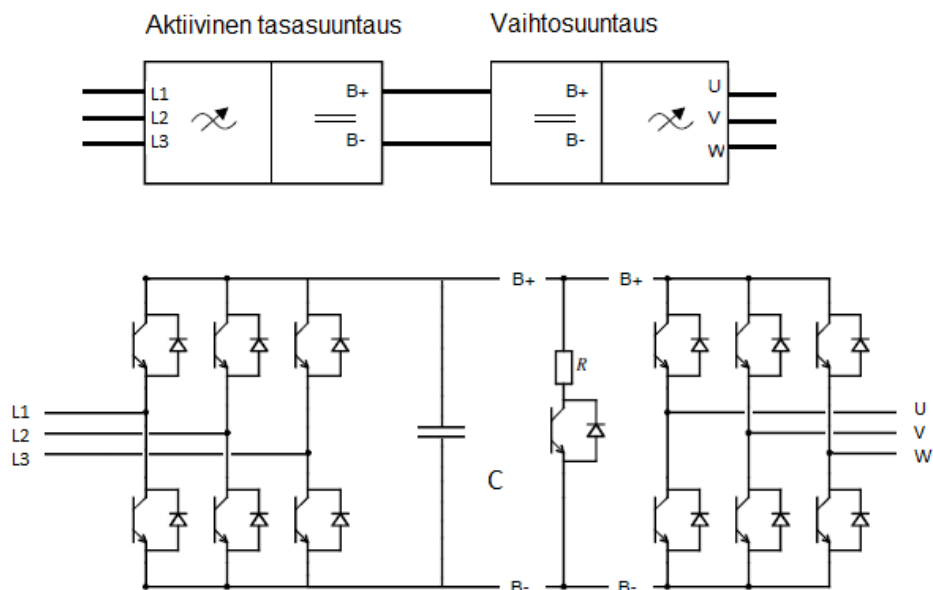 Aktiivinen tasasuuntaus Vaihtosuuntaus
L1 B+ B+ U
L2 V
L3 B- B- W
B+ B+
R
L1 U
L2 V
L3 W
C
B- B-